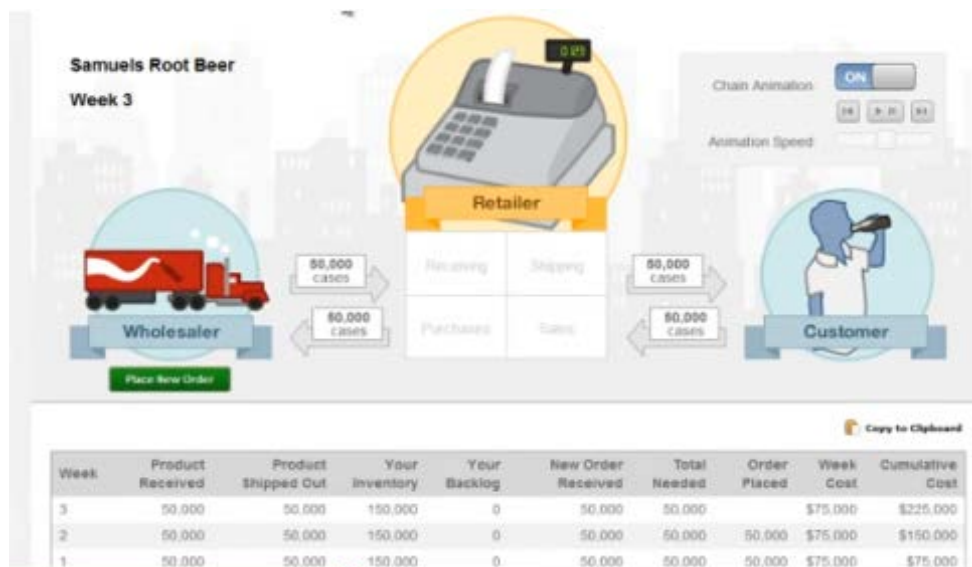 Samuels Root Beer
Week 3
Chain Animation
ON
Animation Speed
Retailer
Receiving
Shipping
Purchases
Sales
50,000
cases
50,000
cases
50,000
cases
50,000
cases
Wholesaler
Customer
Place New Order
Copy to Clipboard
Week Product Received Product Shipped Out Your Inventory Your Backlog New Order Received Total Needed Order Placed Week Cost Cumulative Cost
3 50,000 50,000 150,000 0 50,000 50,000 $75,000 $225,000
2 50,000 50,000 150,000 0 50,000 50,000 50,000 $75,000 $150,000
1 50,000 50,000 150,000 0 50,000 50,000 50,000 $75,000 $75,000